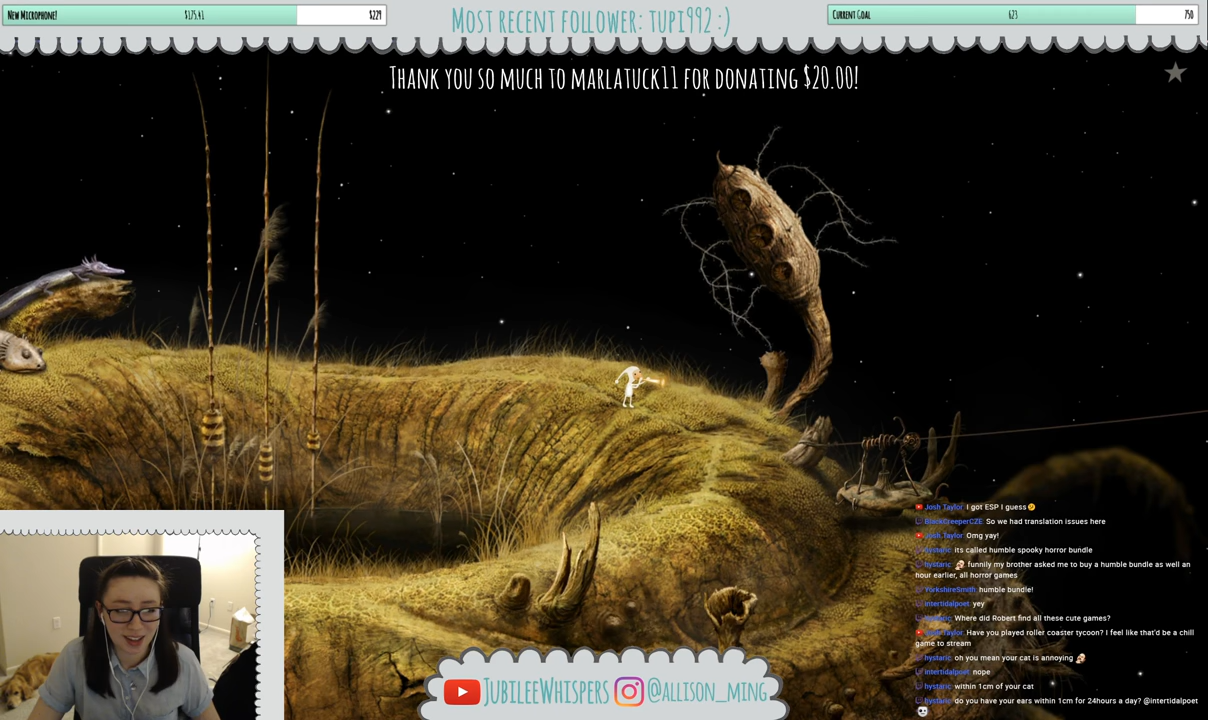 New Microphone! $175.41 $229
Most recent follower: tupi992 :)
Current Goal 623 750
Thank you so much to marlatuck11 for donating $20.00!
Josh Taylor: I got ESP I guess
BlackCreeperCZE: So we had translation issues here
Josh Taylor: Omg yay!
hystaric: its called humble spooky horror bundle
hystaric: funnily my brother asked me to buy a humble bundle as well an
hour earlier, all horror games
YorkshireSmith: humble bundle!
intertidalpoet: yey
hystaric: Where did Robert find all these cute games?
Josh Taylor: Have you played roller coaster tycoon? I feel like that'd be a chill
game to stream
hystaric: oh you mean your cat is annoying
intertidalpoet: nope
hystaric: within 1cm of your cat
hystaric: do you have your ears within 1cm for 24hours a day? @intertidalpoet
JubileeWhispers @allison_ming